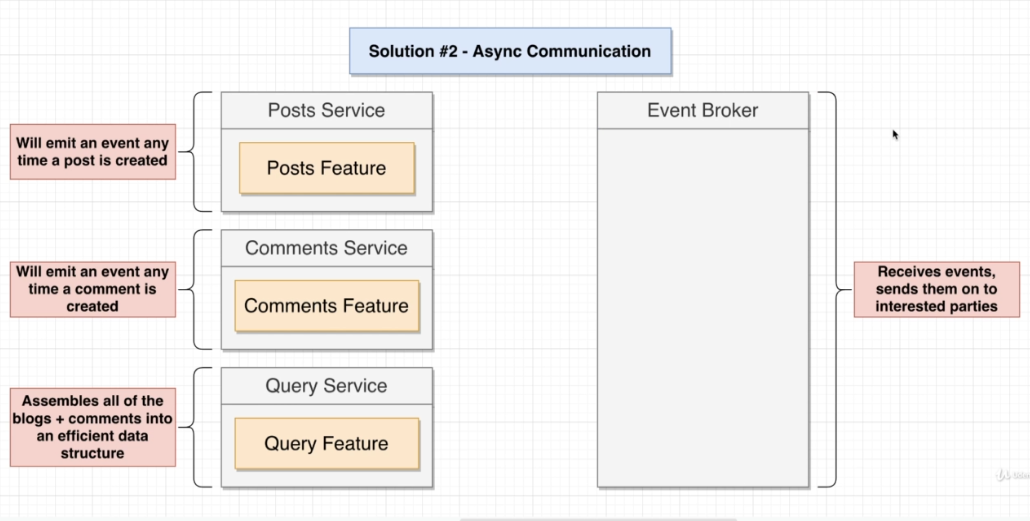 Solution #2 - Async Communication
Posts Service
Event Broker
Will emit an event any
time a post is created
Posts Feature
Comments Service
Will emit an event any
time a comment is
created
Comments Feature
Receives events,
sends them on to
interested parties
Query Service
Assembles all of the
blogs + comments into
an efficient data
structure
Query Feature